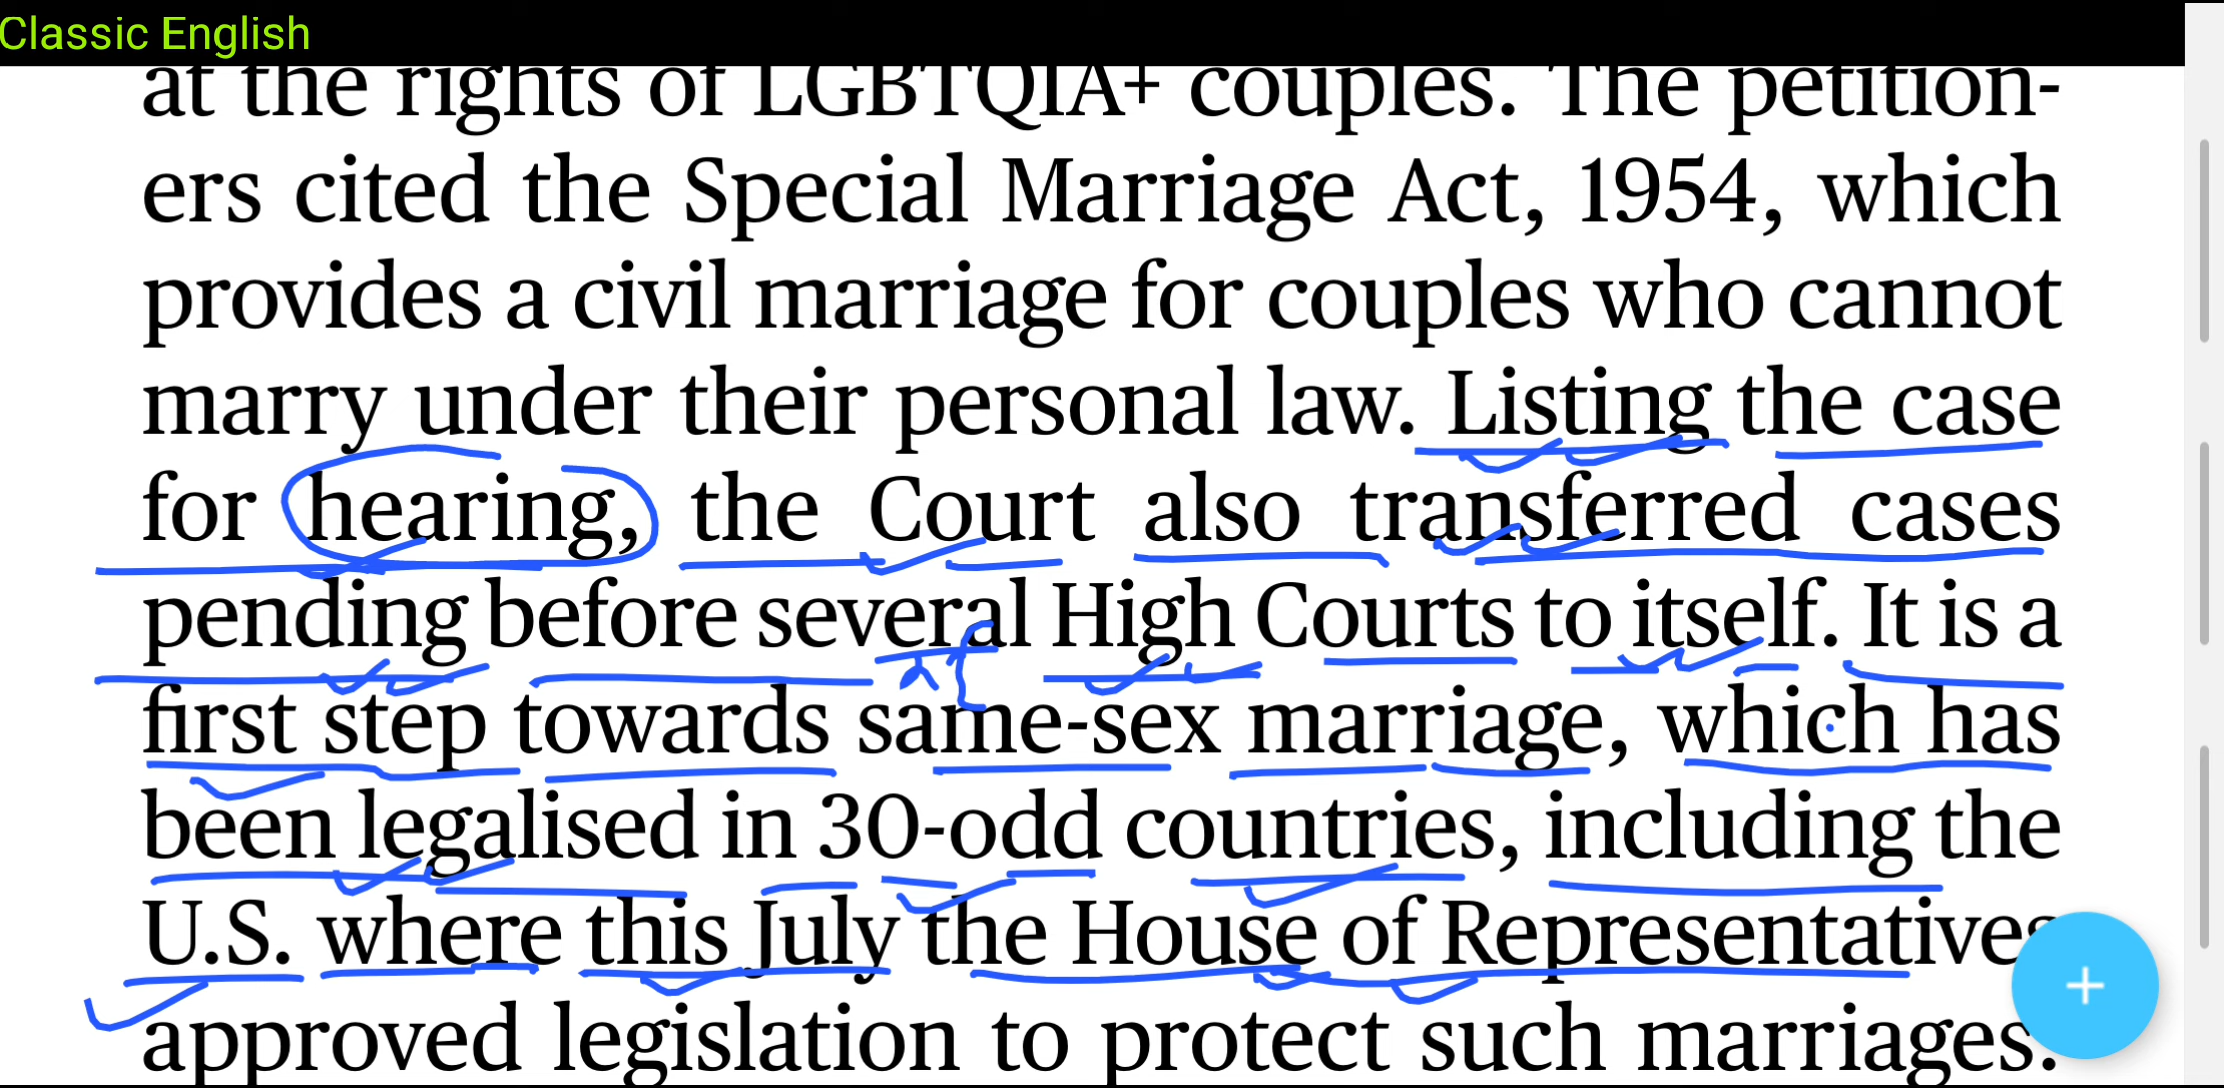 Classic English
at the rights of LGBTQIA+ couples. The petition-
ers cited the Special Marriage Act, 1954, which
provides a civil marriage for couples who cannot
marry under their personal law. Listing the case
for hearing, the Court also transferred cases
pending before several High Courts to itself. It is a
first step towards same-sex marriage, which has
been legalised in 30-odd countries, including the
U.S. where this July the House of Representatives
approved legislation to protect such marriages.